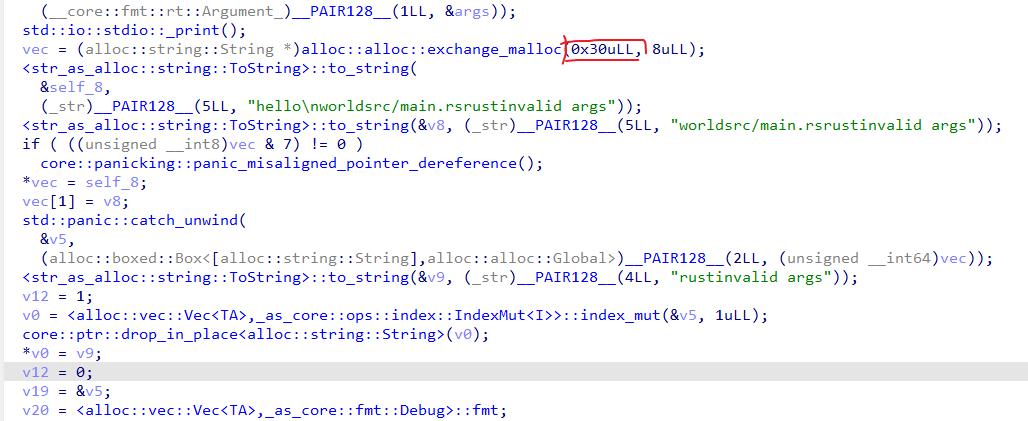 (__core::fmt::rt::Argument_)__PAIR128__(1LL, &args));
std::io::stdio::_print();
vec = (alloc::string::String *)alloc::alloc::exchange_malloc(0x30uLL, 8uLL);
<str_as_alloc::string::ToString>::to_string(
&self_8,
(_str)__PAIR128__(5LL, "hello\nworldsrc/main.rsrustinvalid args"));
<str_as_alloc::string::ToString>::to_string(&v8, (_str)__PAIR128__(5LL, "worldsrc/main.rsrustinvalid args"));
if ( ((unsigned __int8)vec & 7) != 0 )
core::panicking::panic_misaligned_pointer_dereference();
*vec = self_8;
vec[1] = v8;
std::panic::catch_unwind(
&v5,
(alloc::boxed::Box<[alloc::string::String],alloc::alloc::Global>)__PAIR128__(2LL, (unsigned __int64)vec));
<str_as_alloc::string::ToString>::to_string(&v9, (_str)__PAIR128__(4LL, "rustinvalid args"));
v12 = 1;
v0 = <alloc::vec::Vec<TA>,_as_core::ops::index::IndexMut<I>>::index_mut(&v5, 1uLL);
core::ptr::drop_in_place<alloc::string::String>(v0);
*v0 = v9;
v12 = 0;
v19 = &v5;
v20 = <alloc::vec::Vec<TA>,_as_core::fmt::Debug>::fmt;